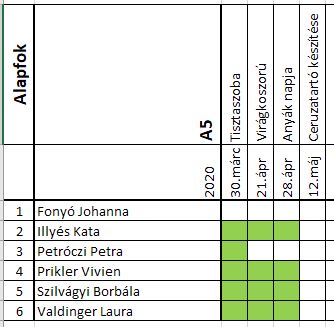 Alapfok
A5
Tisztaszoba
Virágkoszorú
Anyák napja
Ceruzatartó készítése
2020
30.márc
21.ápr
28.ápr
12.máj
1 Fonyó Johanna
2 Illyés Kata
3 Petróczi Petra
4 Prikler Vivien
5 Szilvágyi Borbála
6 Valdinger Laura